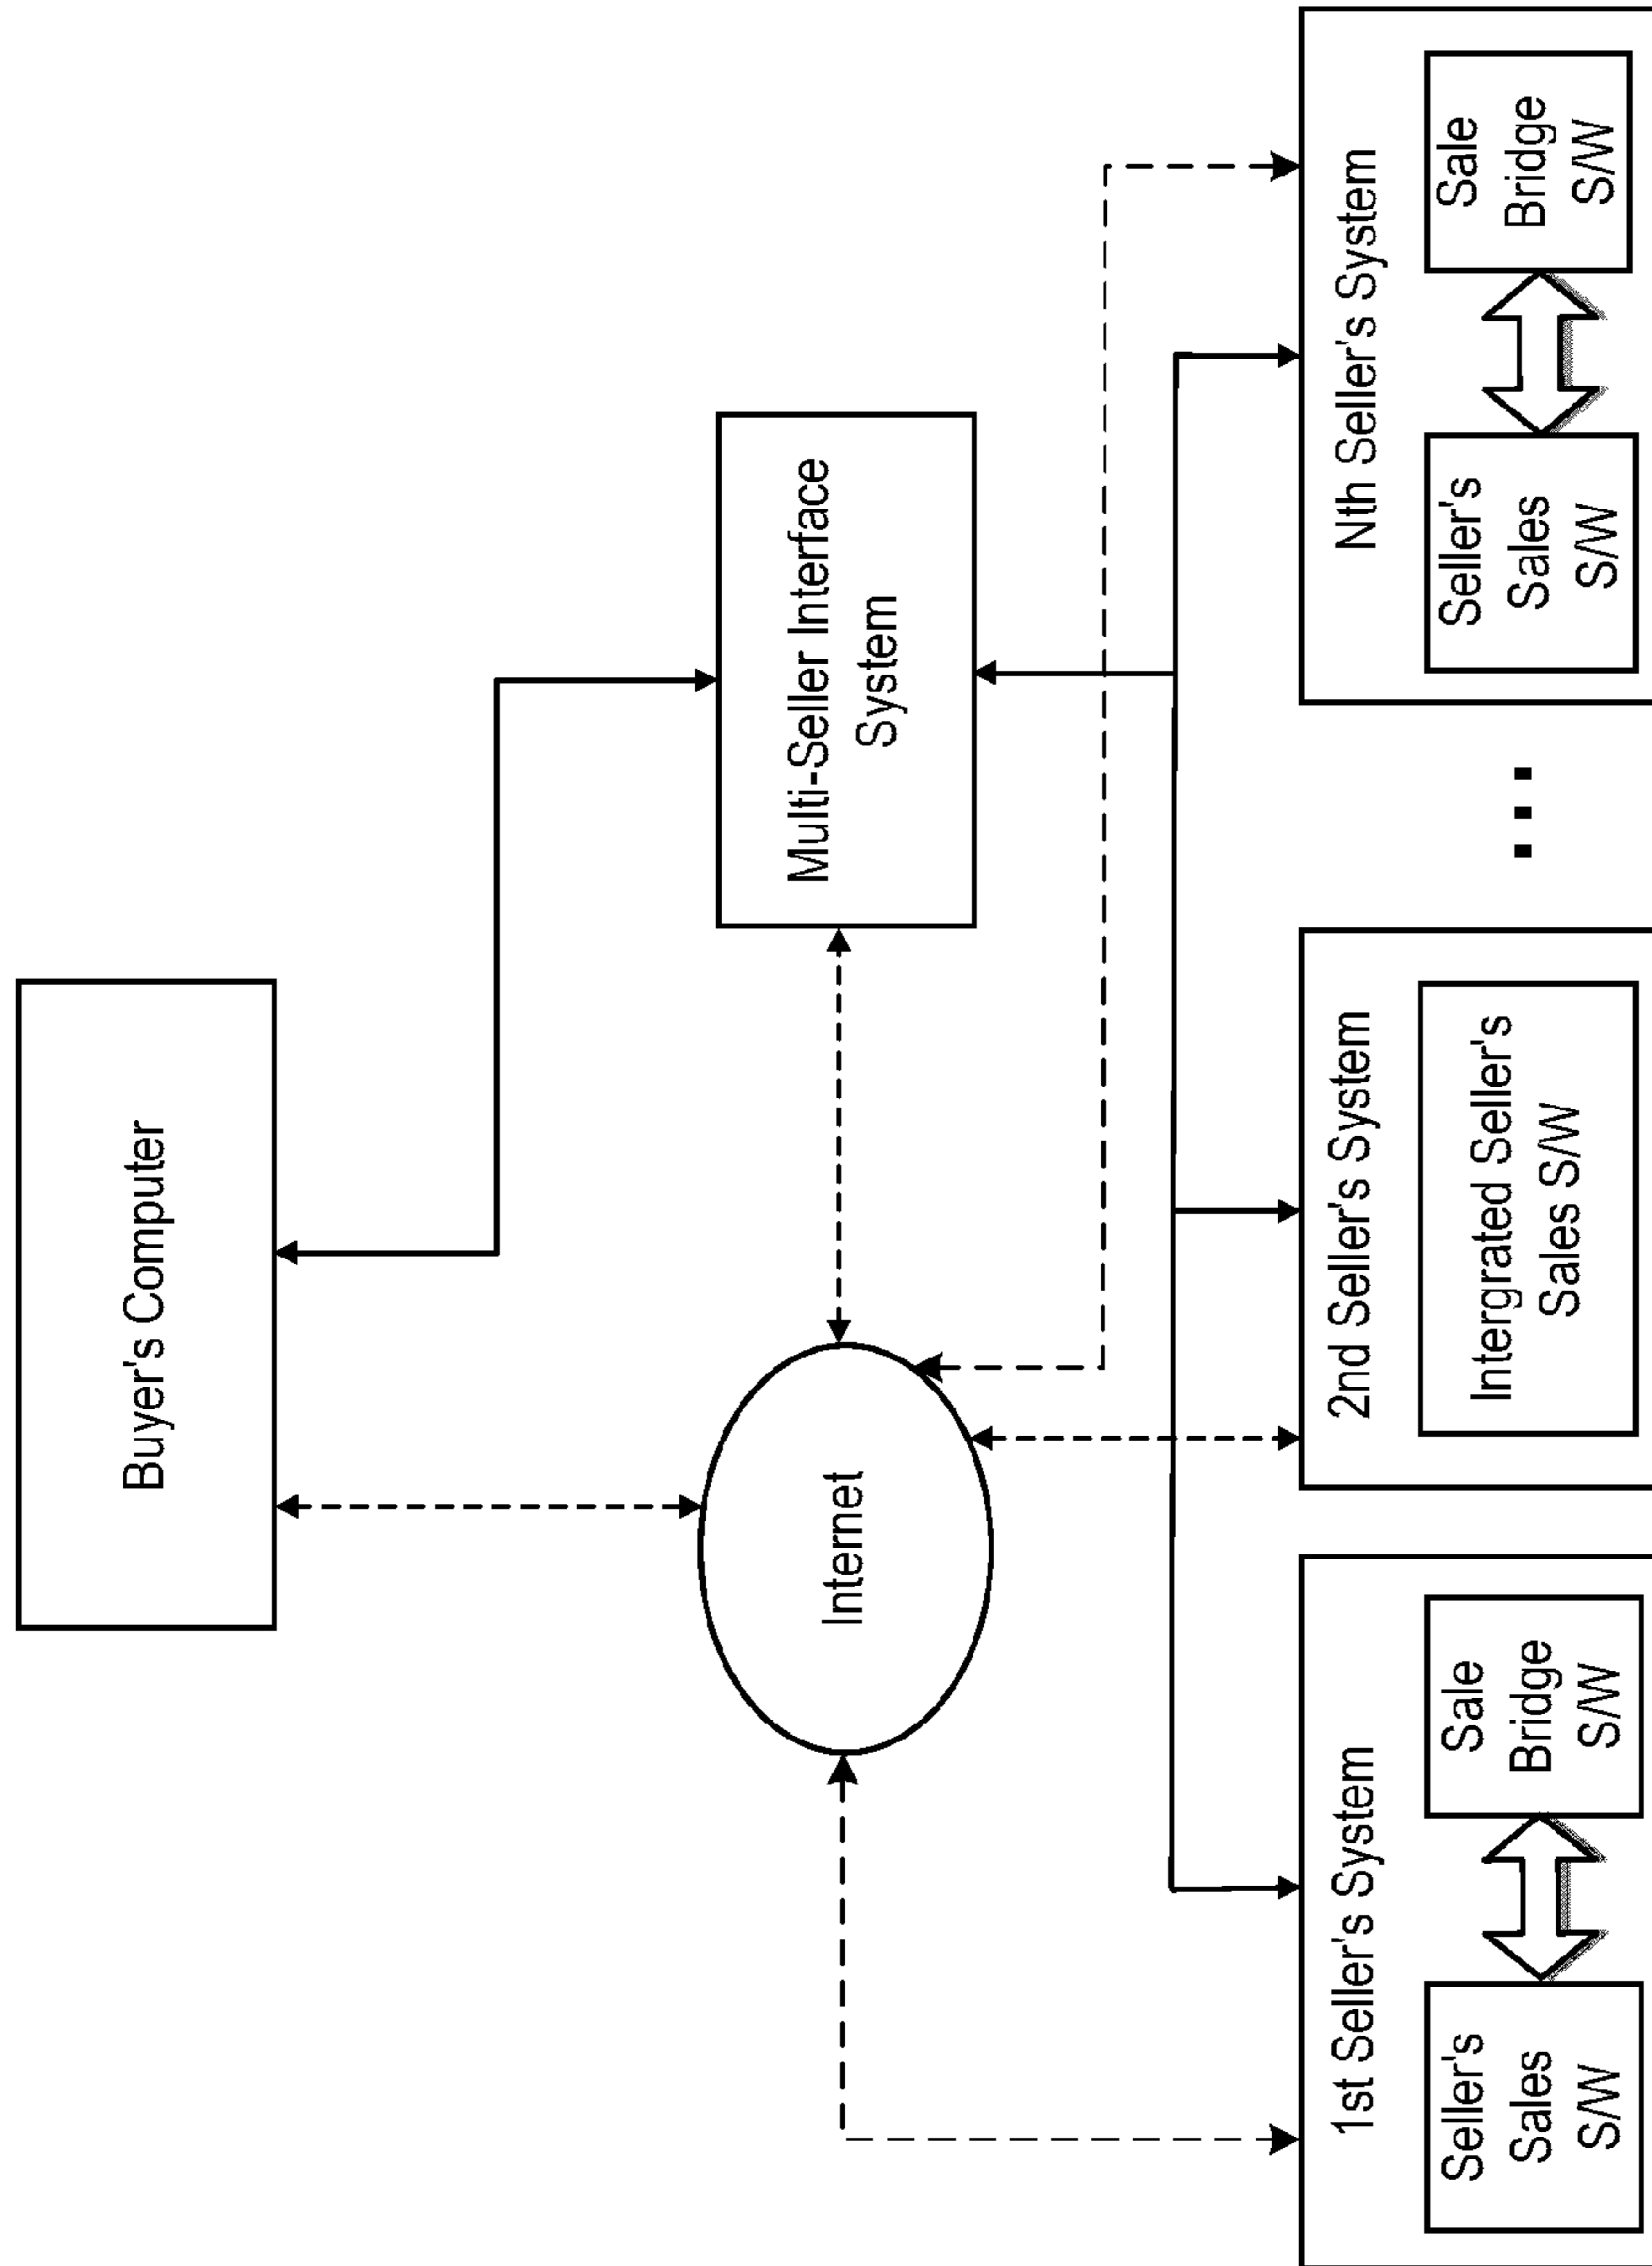 Buyer's Computer
Internet
Multi-Seller Interface
System
1st Seller's System
Seller's
Sales
S/W
Sale
Bridge
S/W
2nd Seller's System
Intergrated Seller's
Sales S/W
Nth Seller's System
Seller's
Sales
S/W
Sale
Bridge
S/W